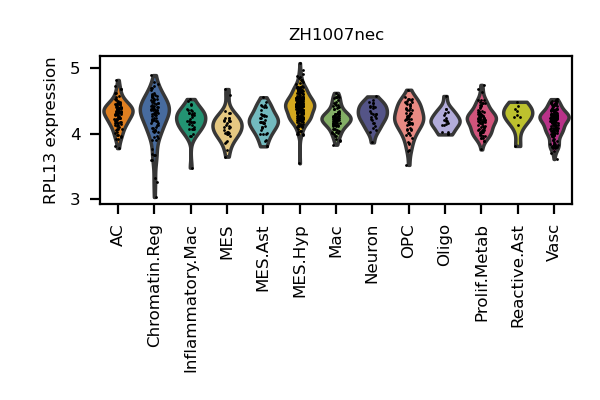 ZH1007nec
RPL13 expression
5
4
3
AC
Chromatin.Reg
Inflammatory.Mac
MES
MES.Ast
MES.Hyp
Mac
Neuron
OPC
Oligo
Prolif.Metab
Reactive.Ast
Vasc